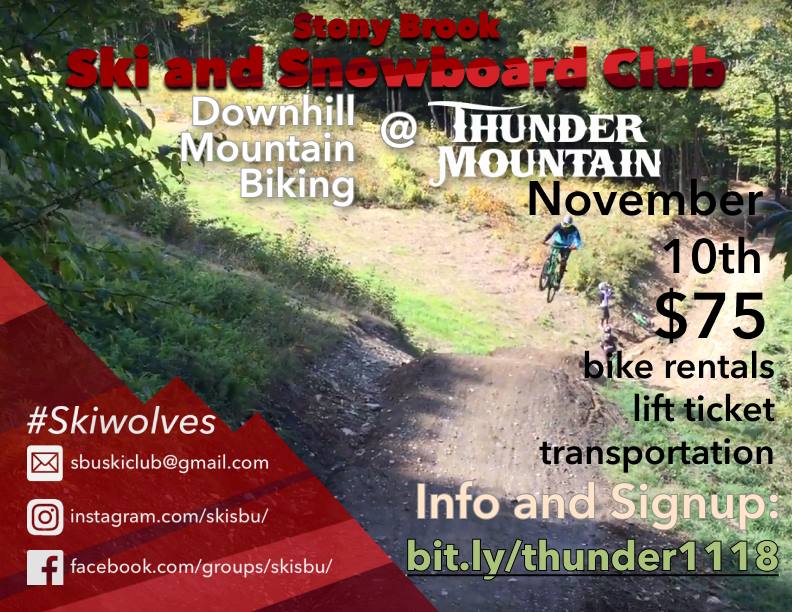 Stony Brook
Ski and Snowboard Club
Downhill
Mountain
Biking
@
THUNDER
MOUNTAIN
November
10th
$75
bike rentals
lift ticket
transportation
#Skiwolves
sbuskiclub@gmail.com
instagram.com/skisbu/
facebook.com/groups/skisbu/
Info and Signup:
bit.ly/thunder1118